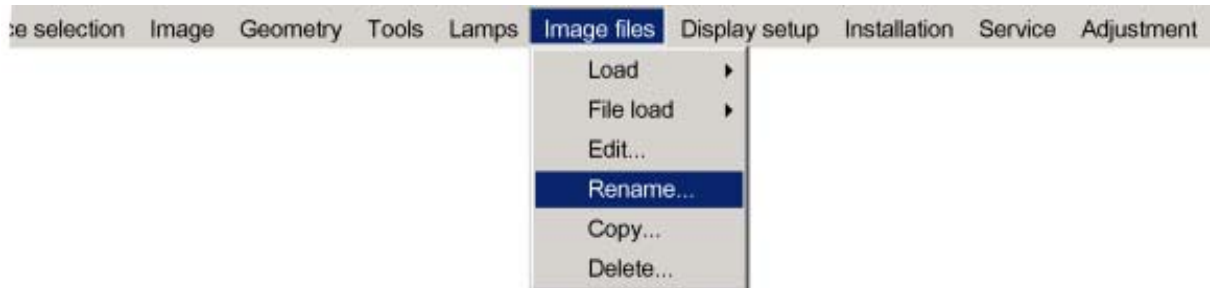 ce selection Image Geometry Tools Lamps Image files Display setup Installation Service Adjustment
Load
File load
Edit...
Rename...
Copy...
Delete...